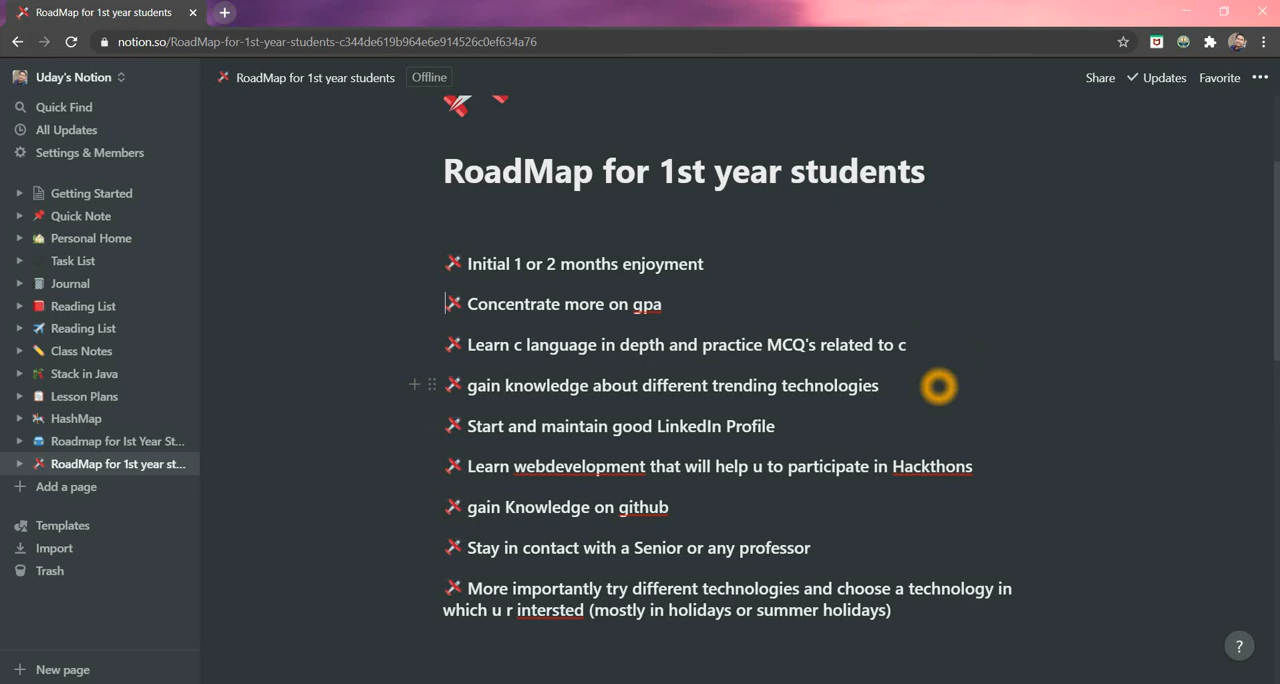 RoadMap for 1st year students
notion.so/RoadMap-for-1st-year-students-c344de619b964e6e914526c0ef634a76
Uday's Notion
RoadMap for 1st year students
Offline
Share
Updates
Favorite
Quick Find
All Updates
Settings & Members
Getting Started
Quick Note
Personal Home
Task List
Journal
Reading List
Reading List
Class Notes
Stack in Java
Lesson Plans
HashMap
Roadmap for Ist Year St...
RoadMap for 1st year st...
Add a page
Templates
Import
Trash
New page
RoadMap for 1st year students
Initial 1 or 2 months enjoyment
Concentrate more on gpa
Learn c language in depth and practice MCQ's related to c
gain knowledge about different trending technologies
Start and maintain good LinkedIn Profile
Learn webdevelopment that will help u to participate in Hackthons
gain Knowledge on github
Stay in contact with a Senior or any professor
More importantly try different technologies and choose a technology in
which u r intersted (mostly in holidays or summer holidays)
?